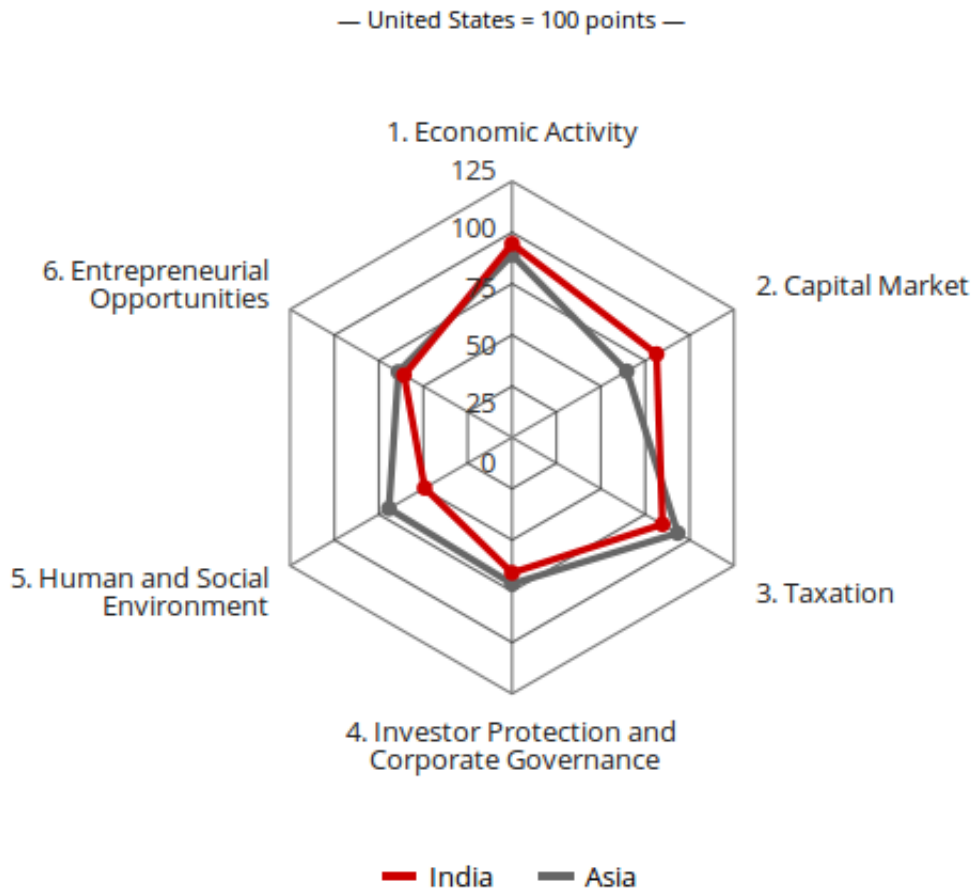 — United States = 100 points —
1. Economic Activity
125
100
75
50
25
0
2. Capital Market
3. Taxation
4. Investor Protection and
Corporate Governance
5. Human and Social
Environment
6. Entrepreneurial
Opportunities
India
Asia